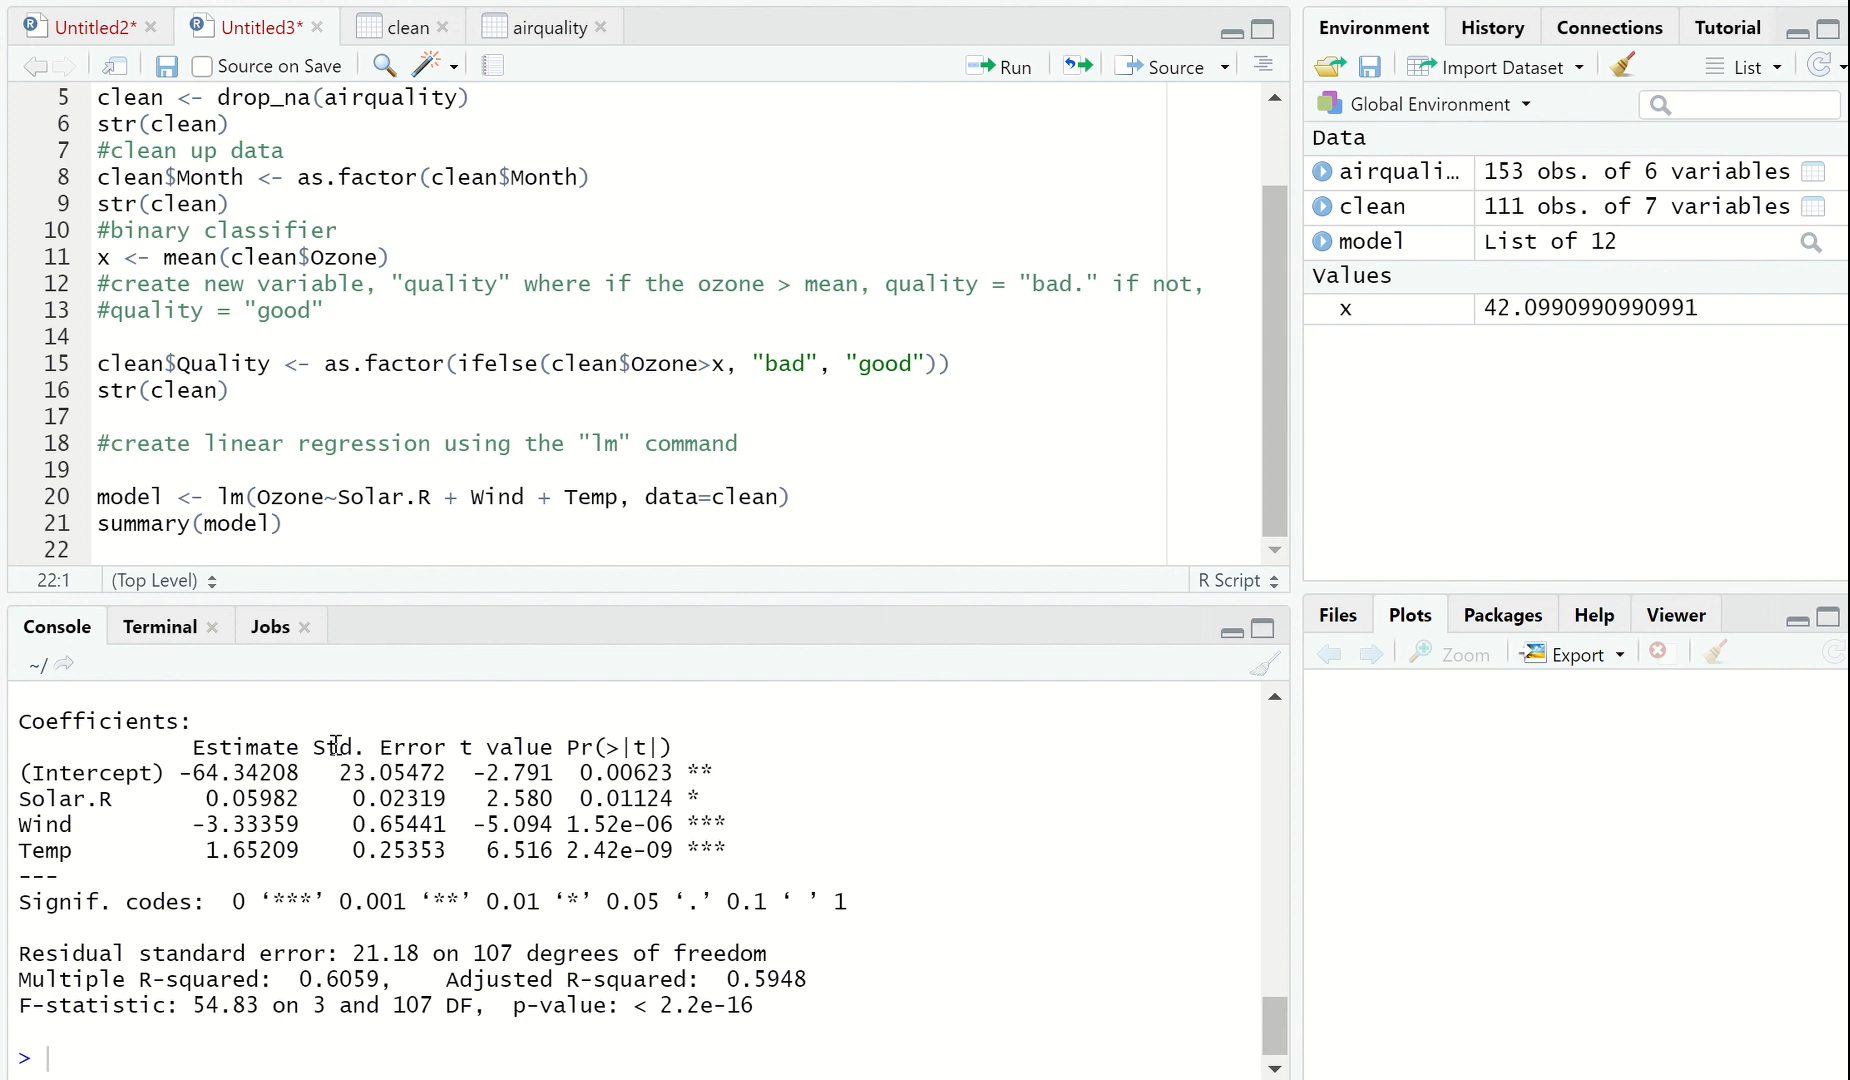 Untitled2* Untitled3* clean airquality
Source on Save Run Source
5 clean <- drop_na(airquality)
6 str(clean)
7 #clean up data
8 clean$Month <- as.factor(clean$Month)
9 str(clean)
10 #binary classifier
11 x <- mean(clean$Ozone)
12 #create new variable, "quality" where if the ozone > mean, quality = "bad." if not,
13 #quality = "good"
14
15 clean$Quality <- as.factor(ifelse(clean$Ozone>x, "bad", "good"))
16 str(clean)
17
18 #create linear regression using the "lm" command
19
20 model <- lm(Ozone~Solar.R + Wind + Temp, data=clean)
21 summary(model)
22
22:1 (Top Level) R Script
Console Terminal Jobs
~/
Coefficients:
Estimate Std. Error t value Pr(>|t|)
(Intercept) -64.34208 23.05472 -2.791 0.00623 **
Solar.R 0.05982 0.02319 2.580 0.01124 *
Wind -3.33359 0.65441 -5.094 1.52e-06 ***
Temp 1.65209 0.25353 6.516 2.42e-09 ***
---
Signif. codes: 0 ‘***’ 0.001 ‘**’ 0.01 ‘*’ 0.05 ‘.’ 0.1 ‘ ’ 1
Residual standard error: 21.18 on 107 degrees of freedom
Multiple R-squared: 0.6059, Adjusted R-squared: 0.5948
F-statistic: 54.83 on 3 and 107 DF, p-value: < 2.2e-16
>
Environment History Connections Tutorial
Import Dataset List
Global Environment
Data
airquali… 153 obs. of 6 variables
clean 111 obs. of 7 variables
model List of 12
Values
x 42.0990990990991
Files Plots Packages Help Viewer
Zoom Export